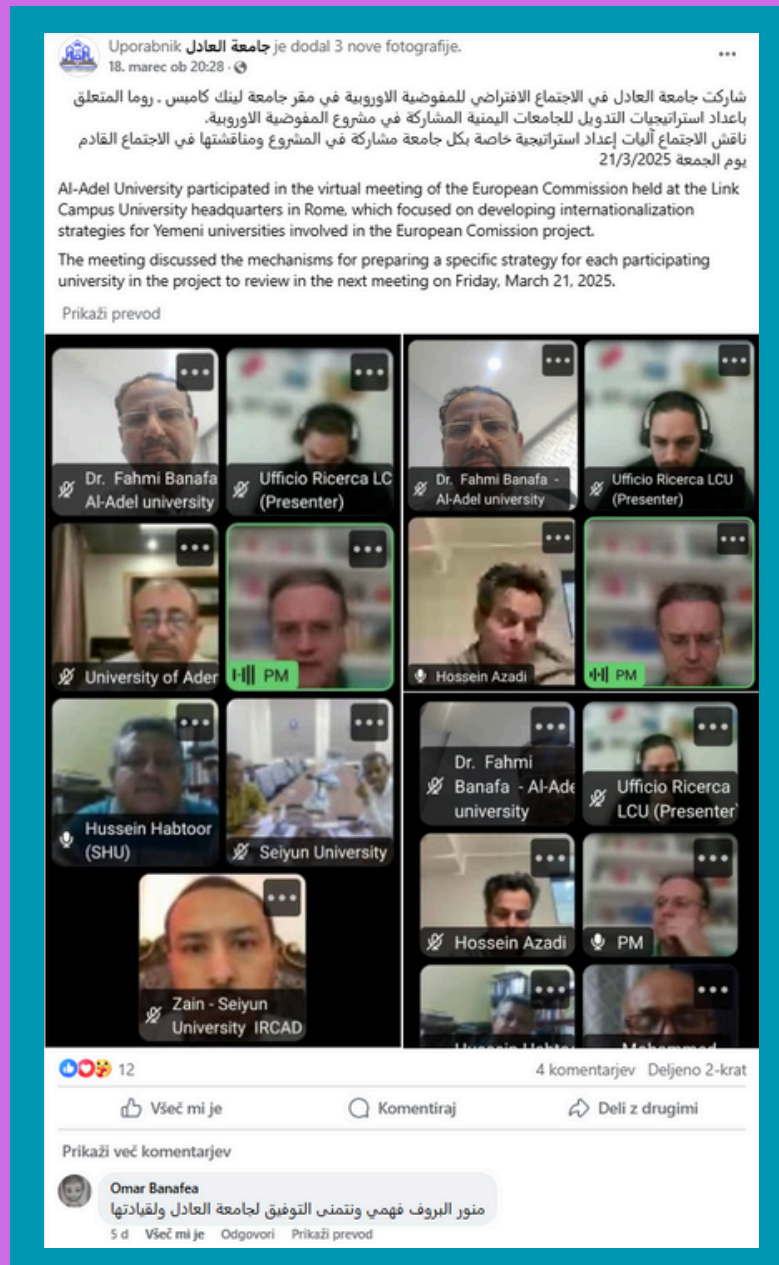 Uporabnik جامعة العادل je dodal 3 nove fotografije.
18. marec ob 20:28 ·
شاركت جامعة العادل في الاجتماع الافتراضي للمفوضية الاوروبية في مقر جامعة لينك كامبس . روما المتعلق
باعداد استراتيجيات التدويل للجامعات اليمنية المشاركة في مشروع المفوضية الاوروبية.
ناقش الاجتماع آليات إعداد استراتيجية خاصة بكل جامعة مشاركة في المشروع ومناقشتها في الاجتماع القادم
يوم الجمعة 21/3/2025
Al-Adel University participated in the virtual meeting of the European Commission held at the Link
Campus University headquarters in Rome, which focused on developing internationalization
strategies for Yemeni universities involved in the European Comission project.
The meeting discussed the mechanisms for preparing a specific strategy for each participating
university in the project to review in the next meeting on Friday, March 21, 2025.
Prikaži prevod
Dr. Fahmi Banafa
Al-Adel university
Ufficio Ricerca LC
(Presenter)
University of Ader
PM
Hussein Habtoor
(SHU)
Seiyun University
Zain - Seiyun
University IRCAD
Dr. Fahmi Banafa -
Al-Adel university
Ufficio Ricerca LCU
(Presenter)
Hossein Azadi
PM
Dr. Fahmi
Banafa - Al-Ade
university
Ufficio Ricerca
LCU (Presenter
Hossein Azadi
PM
12
4 komentarjev Deljeno 2-krat
Všeč mi je
Komentiraj
Deli z drugimi
Prikaži več komentarjev
Omar Banafea
منور البروف فهمي ونتمنى التوفيق لجامعة العادل ولقيادتها
5 d Všeč mi je Odgovori Prikaži prevod